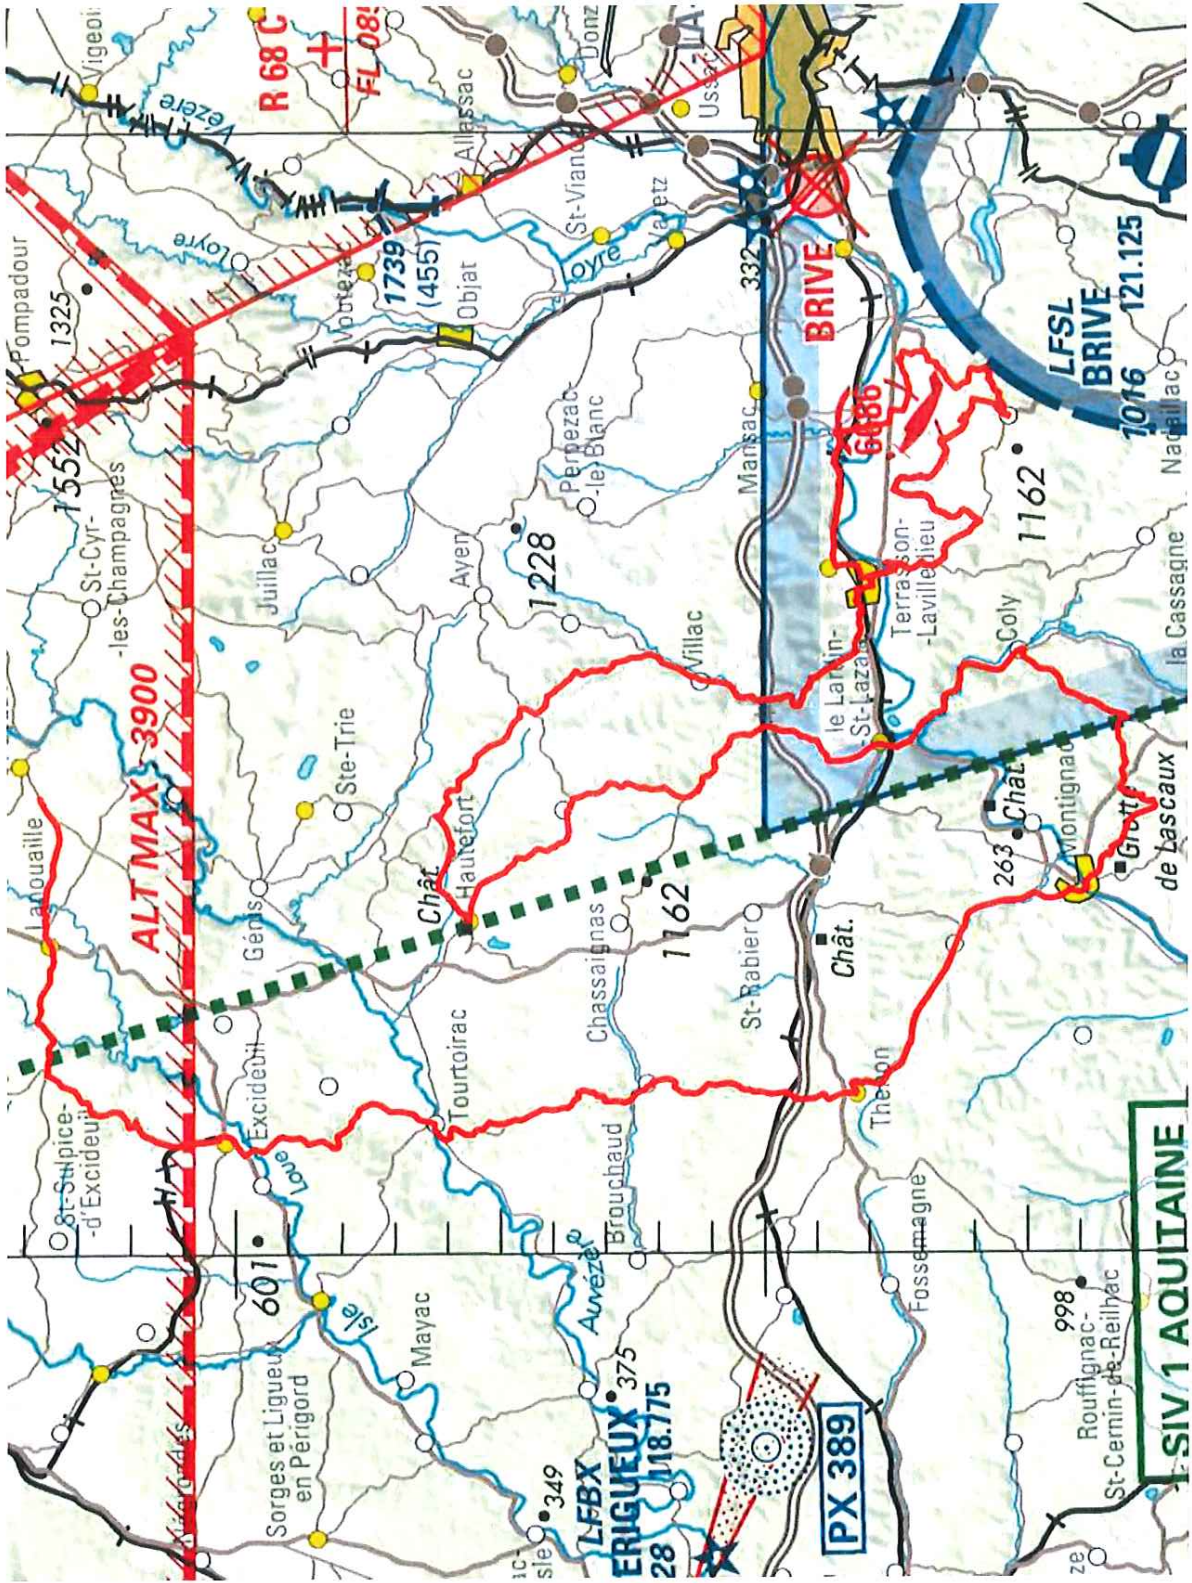 Vigeois
R 68 C
FL 085
Donz
Ussac
Vézère
Allassac
St-Viance
Loyre
Pompadour
1325
1739
(455)
Objat
Loyre
332
BRIVE
LFSL
BRIVE
1016 121.125
Nadaillac
1552
St-Cyr-
-les-Champagnes
Juillac
Ayen
1228
Perpezac
-le-Blanc
Mansac
6086
1162
Terrasson-
-Lavilledieu
la Cassagne
Coly
Villac
le Lardin-
-St-Lazare
ALT MAX 3900
Ste-Trie
Lanouaille
Génis
Chât.
Hautefort
Chassaignas
1162
St-Rabier
Chât.
263
Chât.
Montignac
Grotte
de Lascaux
St-Sulpice-
-d'Excideuil
Excideuil
Tourtoirac
Thenon
Loue
Brouchaud
Auvézère
Fossemagne
601
Isle
Mayac
Sorges et Ligueux
en Périgord
375
349
LFBX
ERIGUEUX
28 118.775
PX 389
998
Rouffignac-
St-Cernin-de-Reilhac
SIV 1 AQUITAINE